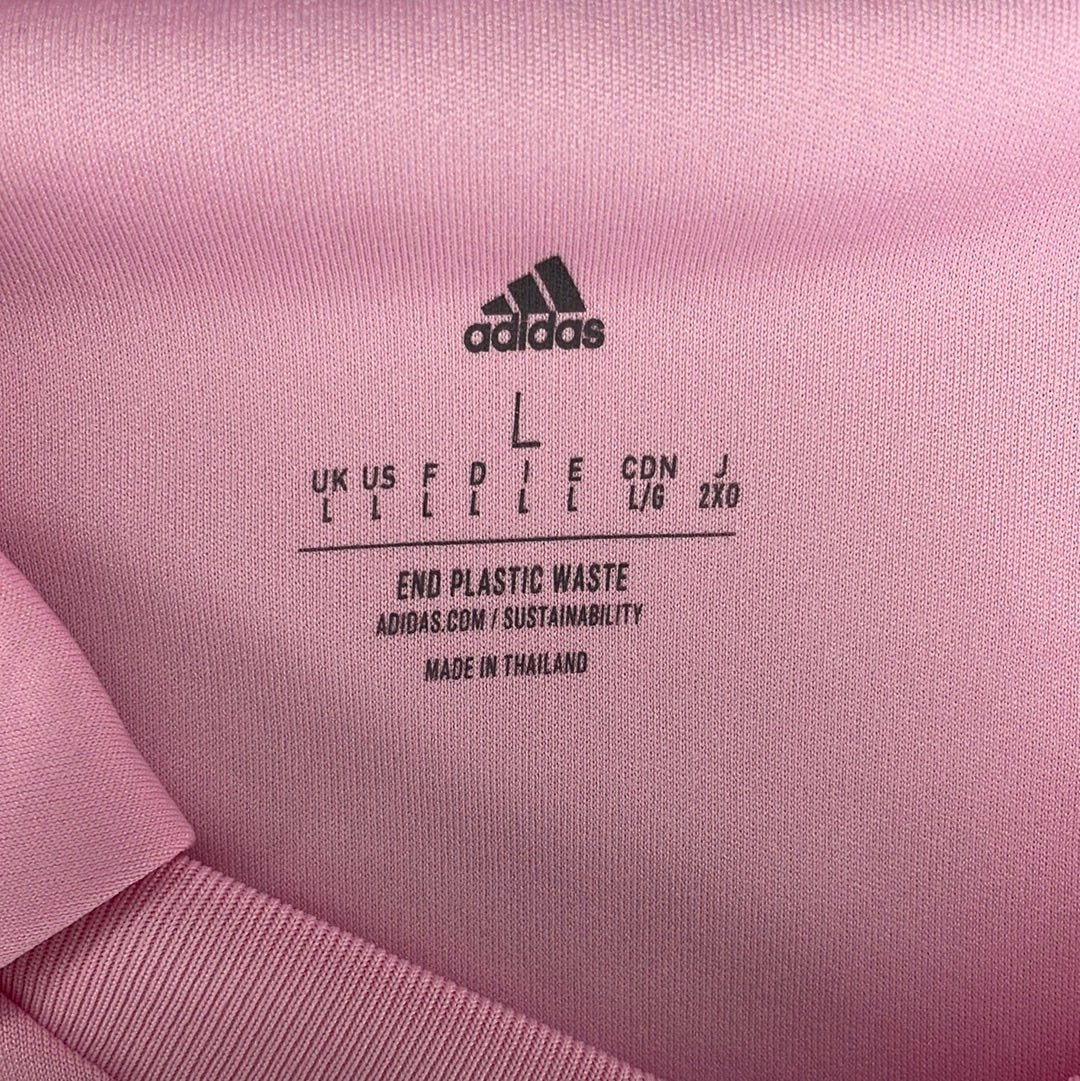 adidas
L
UK US F D I E CDN J
L L L L L L L/G 2XO
END PLASTIC WASTE
ADIDAS.COM / SUSTAINABILITY
MADE IN THAILAND